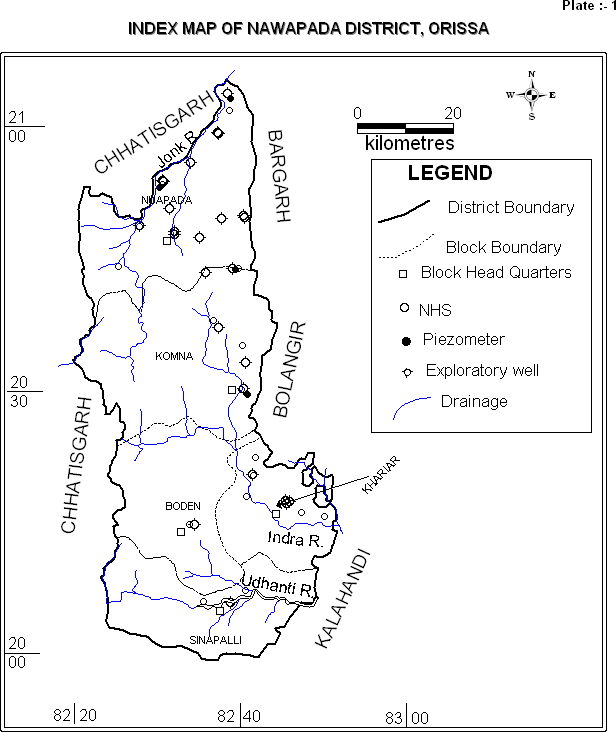 Plate :- 1
INDEX MAP OF NAWAPADA DISTRICT, ORISSA
N
W E
S
0 20
kilometres
LEGEND
District Boundary
Block Boundary
Block Head Quarters
NHS
Piezometer
Exploratory well
Drainage
21
00
20
30
20
00
82 20
82 40
83 00
CHHATISGARH
Jonk R.
BARGARH
NUAPADA
KOMNA
BOLANGIR
CHHATISGARH
KHARIAR
BODEN
Indra R.
Udhanti R.
KALAHANDI
SINAPALLI